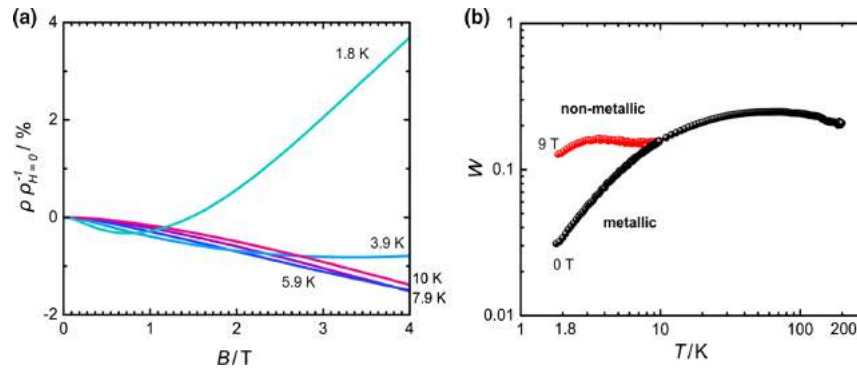 (a)
4
2
0
-2
0
1
2
3
4
ρ ρ⁻¹H = 0 / %
B/T
1.8 K
3.9 K
5.9 K
10 K
7.9 K
(b)
1
0.1
0.01
1
1.8
10
100
200
W
T/K
non-metallic
9 T
metallic
0 T